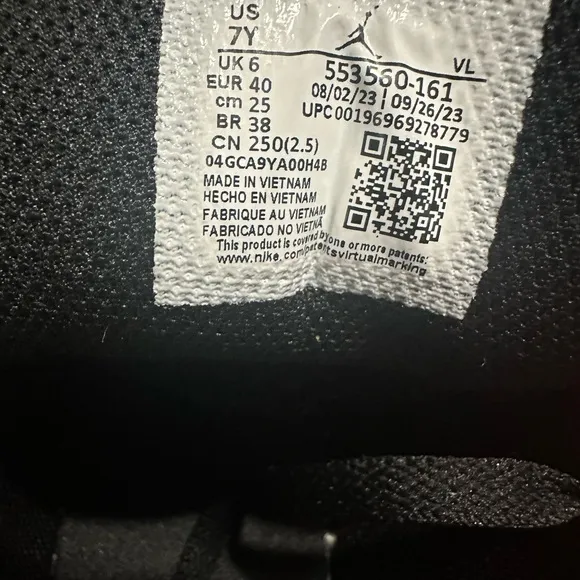 US
7Y
UK 6
EUR 40
cm 25
BR 38
CN 250(2.5)
04GCA9YA00H4B
VL
553560-161
08/02/23 | 09/26/23
UPC 00196969278779
MADE IN VIETNAM
HECHO EN VIETNAM
FABRIQUE AU VIETNAM
FABRICADO NO VIETNÃ
This product is covered by one or more patents:
www.nike.com/patentsvirtualmarking